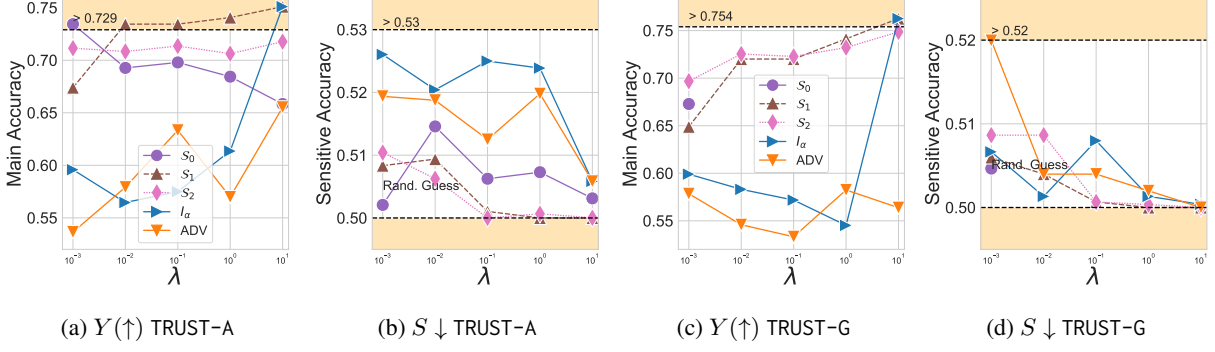 Main Accuracy
0.75
0.70
0.65
0.60
0.55
> 0.729
S₀
S₁
S₂
I_α
ADV
10⁻³ 10⁻² 10⁻¹ 10⁰ 10¹
λ
(a) Y(↑) TRUST-A
Sensitive Accuracy
0.53
0.52
0.51
0.50
> 0.53
Rand. Guess
10⁻³ 10⁻² 10⁻¹ 10⁰ 10¹
λ
(b) S ↓ TRUST-A
Main Accuracy
0.75
0.70
0.65
0.60
0.55
> 0.754
S₀
S₁
S₂
I_α
ADV
10⁻³ 10⁻² 10⁻¹ 10⁰ 10¹
λ
(c) Y(↑) TRUST-G
Sensitive Accuracy
0.52
0.51
0.50
> 0.52
Rand. Guess
10⁻³ 10⁻² 10⁻¹ 10⁰ 10¹
λ
(d) S ↓ TRUST-G